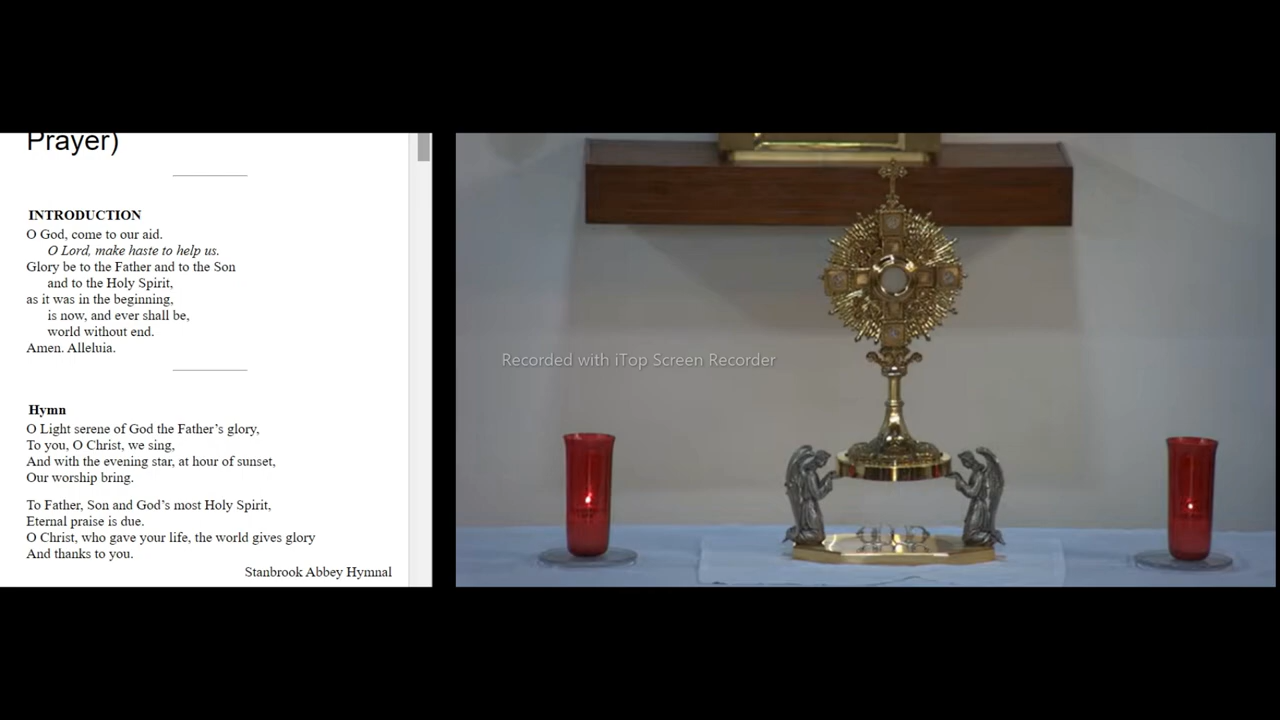 Prayer)
INTRODUCTION
O God, come to our aid.
O Lord, make haste to help us.
Glory be to the Father and to the Son
and to the Holy Spirit,
as it was in the beginning,
is now, and ever shall be,
world without end.
Amen. Alleluia.
Hymn
O Light serene of God the Father’s glory,
To you, O Christ, we sing,
And with the evening star, at hour of sunset,
Our worship bring.
To Father, Son and God’s most Holy Spirit,
Eternal praise is due.
O Christ, who gave your life, the world gives glory
And thanks to you.
Stanbrook Abbey Hymnal
Recorded with iTop Screen Recorder